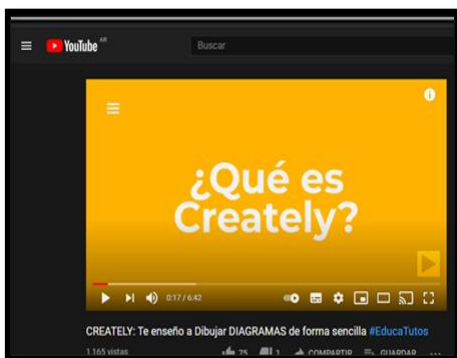 YouTube AR
Buscar
¿Qué es
Creately?
0:17 / 6:42
CREATELY: Te enseño a Dibujar DIAGRAMAS de forma sencilla #EducaTutos
1.165 vistas 75 1 COMPARTIR GUARDAR ...